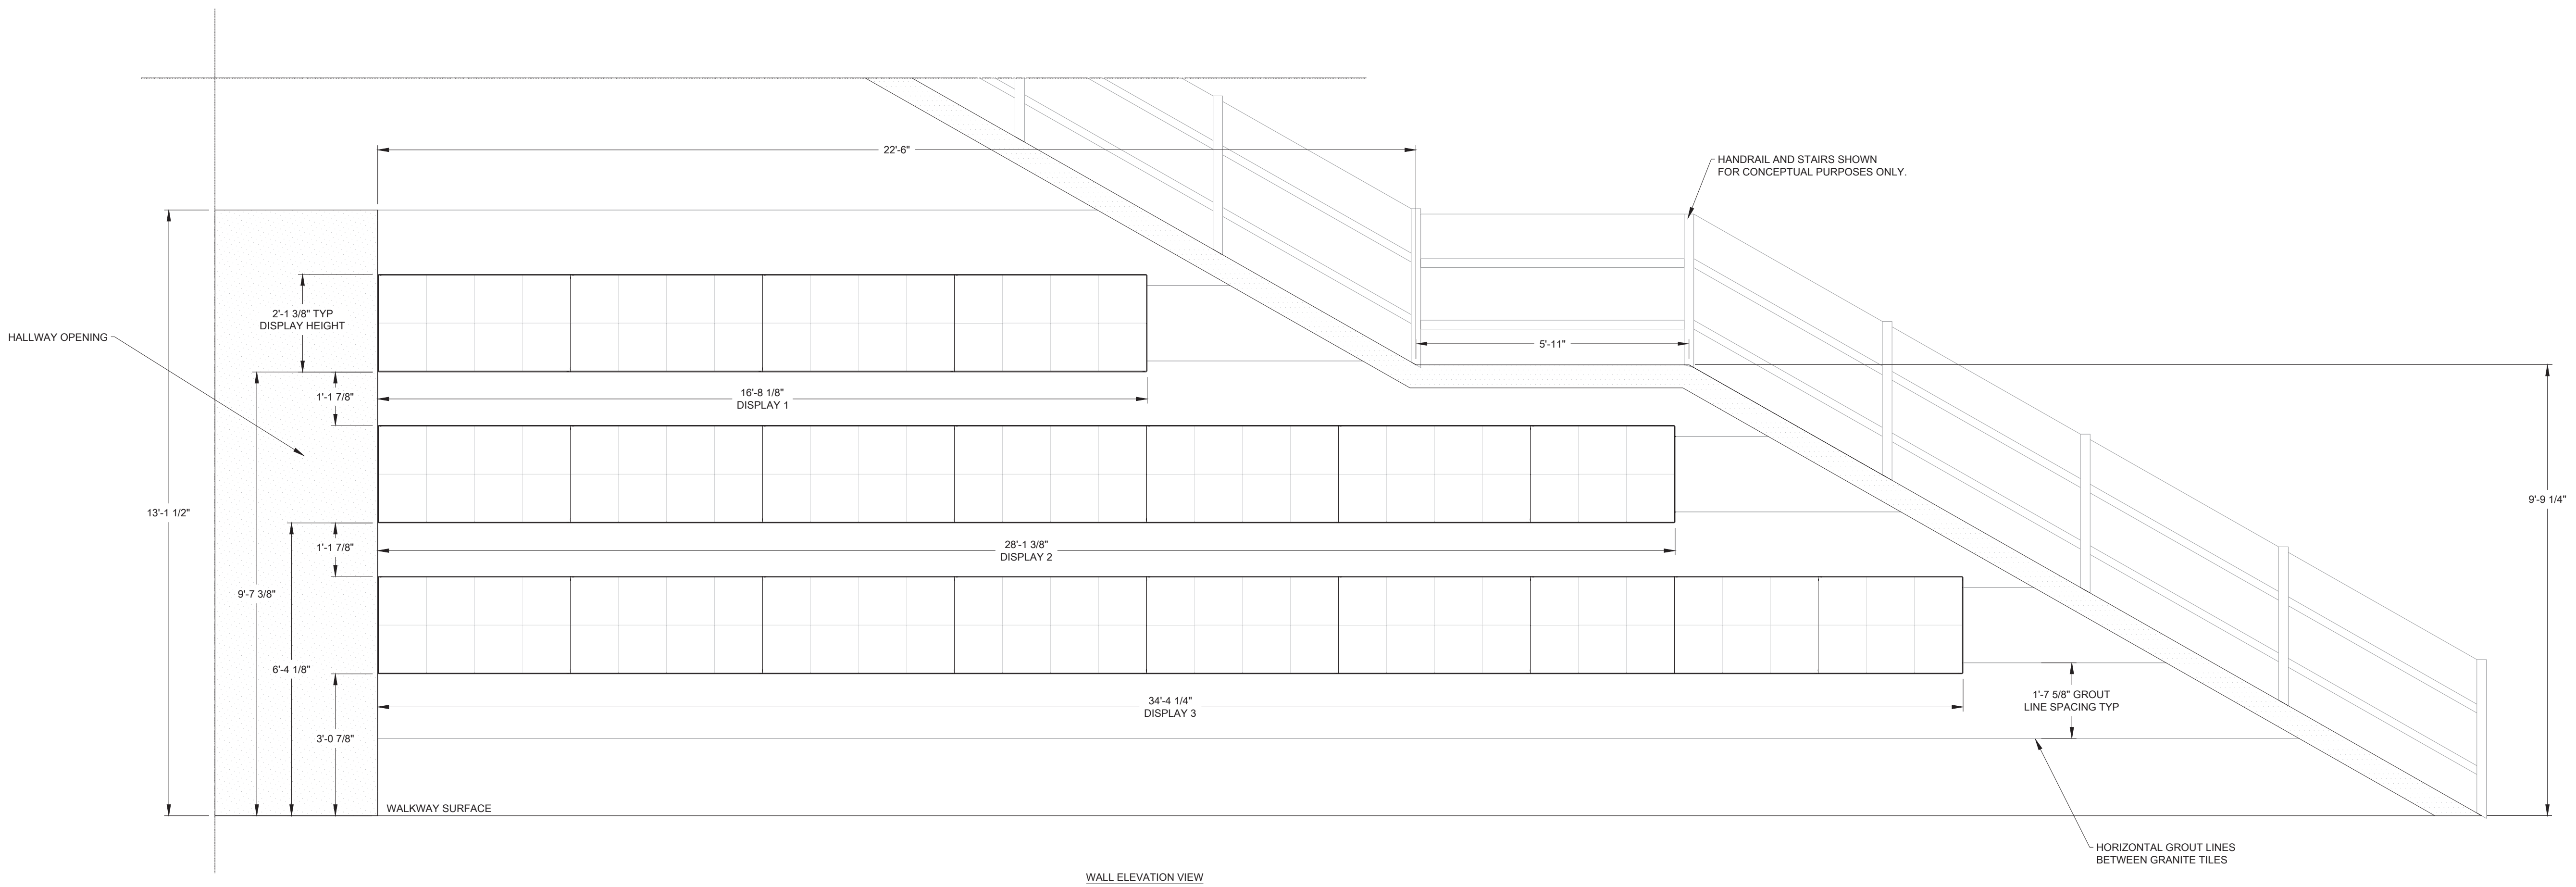 22'-6"
HANDRAIL AND STAIRS SHOWN
FOR CONCEPTUAL PURPOSES ONLY.
2'-1 3/8" TYP
DISPLAY HEIGHT
HALLWAY OPENING
5'-11"
1'-1 7/8"
16'-8 1/8"
DISPLAY 1
13'-1 1/2"
9'-9 1/4"
1'-1 7/8"
28'-1 3/8"
DISPLAY 2
9'-7 3/8"
6'-4 1/8"
34'-4 1/4"
DISPLAY 3
1'-7 5/8" GROUT
LINE SPACING TYP
3'-0 7/8"
WALKWAY SURFACE
HORIZONTAL GROUT LINES
BETWEEN GRANITE TILES
WALL ELEVATION VIEW